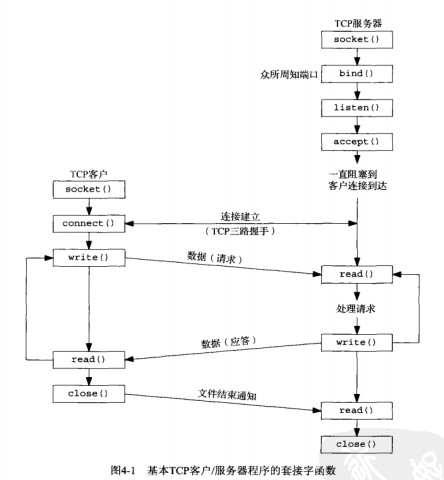 TCP服务器
socket()
众所周知端口
bind()
listen()
accept()
一直阻塞到
客户连接到达
TCP客户
socket()
connect()
连接建立
（TCP三路握手）
write()
数据（请求）
read()
处理请求
write()
数据（应答）
read()
close()
文件结束通知
read()
close()
图4-1 基本TCP客户/服务器程序的套接字函数